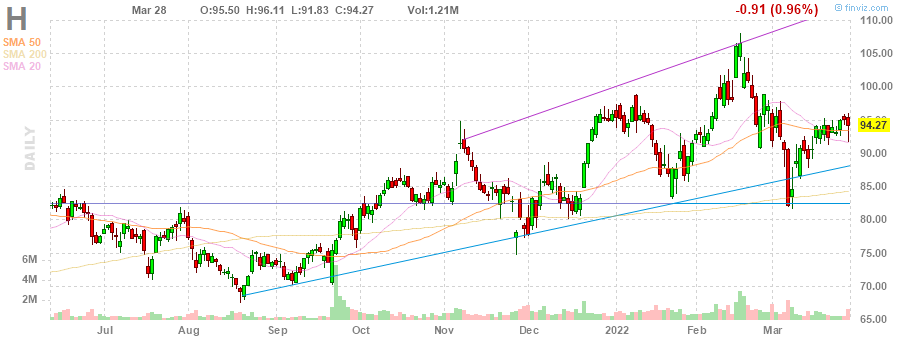 H
Mar 28 O:95.50 H:96.11 L:91.83 C:94.27 Vol:1.21M
-0.91 (0.96%)
© finviz.com
SMA 50
SMA 200
SMA 20
DAILY
110.00
105.00
100.00
95.00
94.27
90.00
85.00
80.00
75.00
70.00
65.00
6M
4M
2M
Jul Aug Sep Oct Nov Dec 2022 Feb Mar